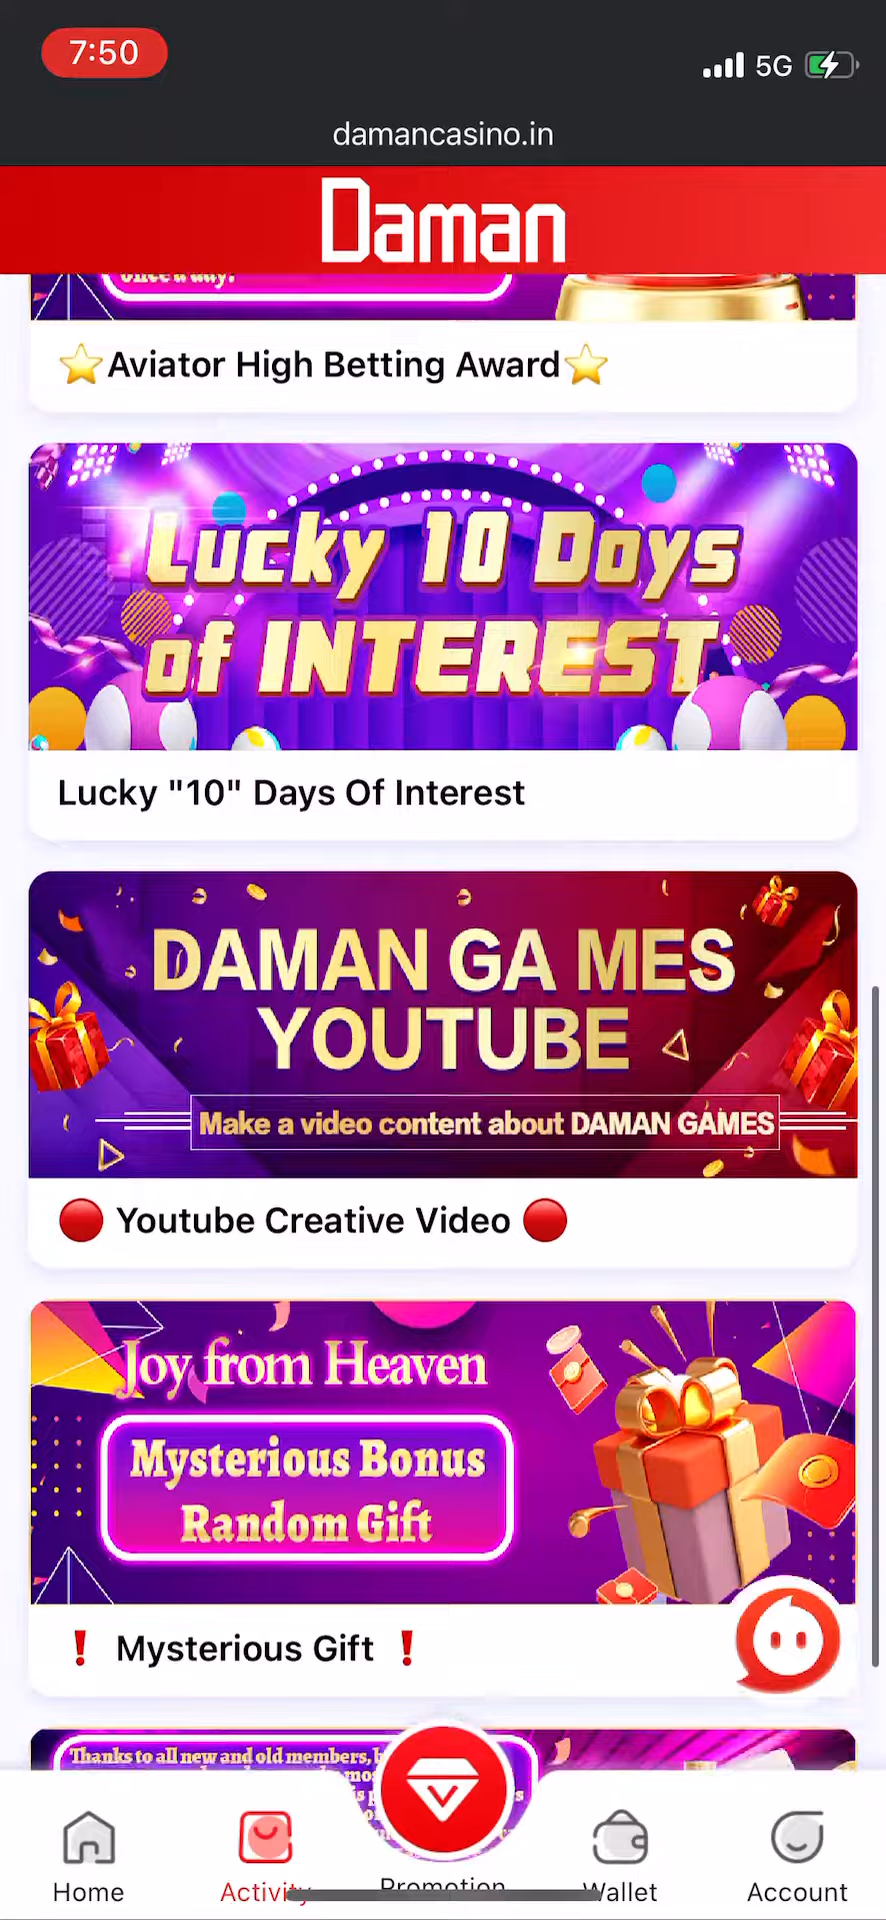 7:50
5G
damancasino.in
Daman
once a day.
⭐Aviator High Betting Award⭐
Lucky 10 Days
of INTEREST
Lucky "10" Days Of Interest
DAMAN GA MES
YOUTUBE
Make a video content about DAMAN GAMES
🔴 Youtube Creative Video 🔴
Joy from Heaven
Mysterious Bonus
Random Gift
❗ Mysterious Gift ❗
Thanks to all new and old members,
Home
Activity
Promotion
Wallet
Account